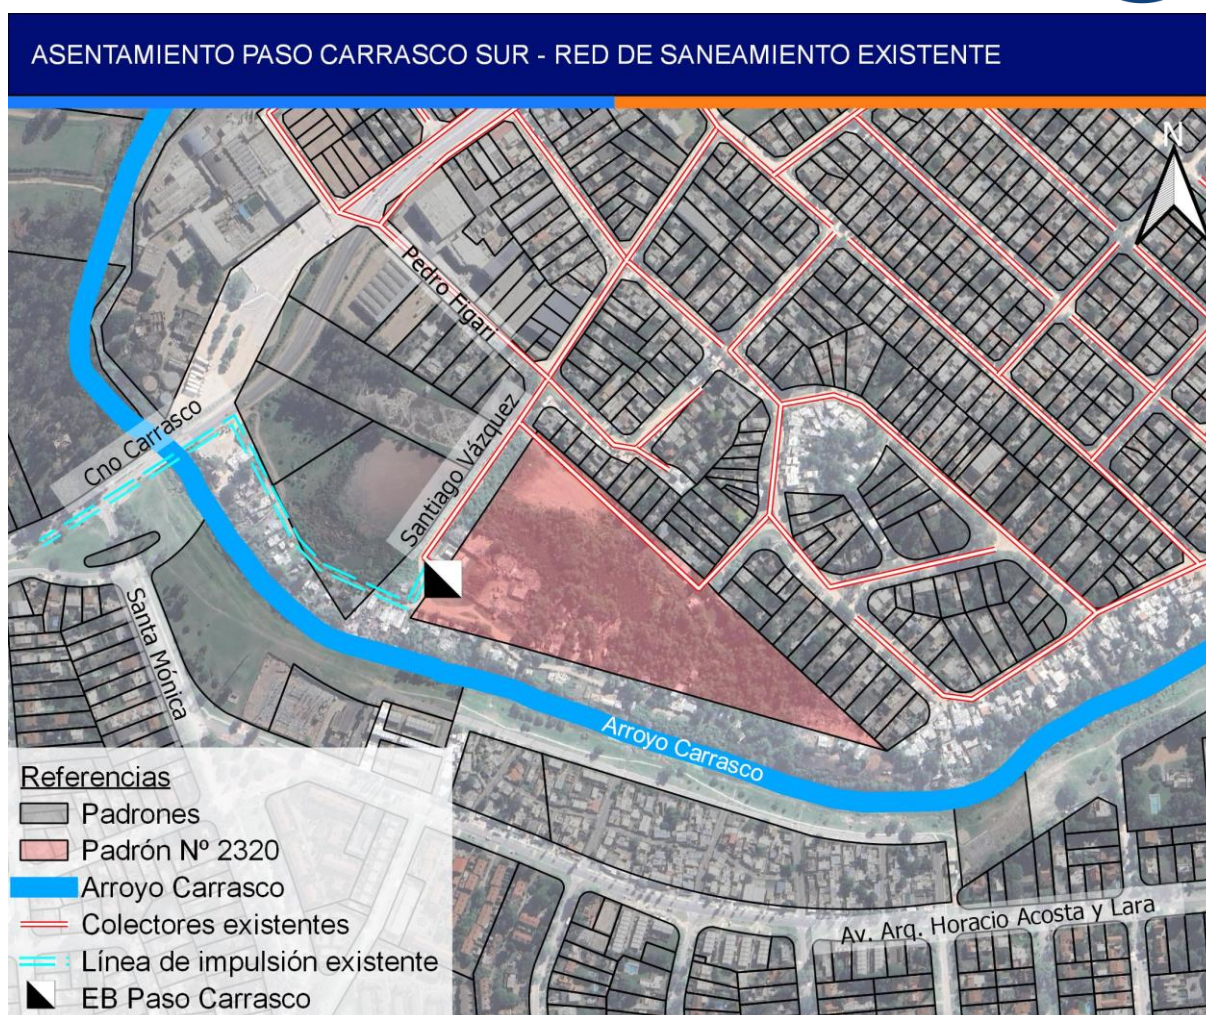 ASENTAMIENTO PASO CARRASCO SUR - RED DE SANEAMIENTO EXISTENTE
N
Pedro Figari
Cno Carrasco
Santiago Vázquez
Santa Mónica
Arroyo Carrasco
Av. Arq. Horacio Acosta y Lara
Referencias
Padrones
Padrón Nº 2320
Arroyo Carrasco
Colectores existentes
Línea de impulsión existente
EB Paso Carrasco